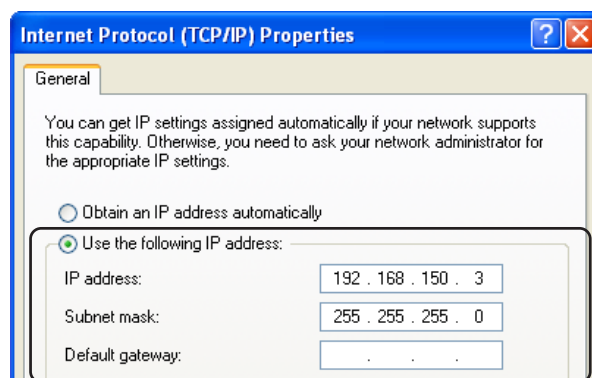 Internet Protocol (TCP/IP) Properties
General
You can get IP settings assigned automatically if your network supports
this capability. Otherwise, you need to ask your network administrator for
the appropriate IP settings.
Obtain an IP address automatically
Use the following IP address:
IP address: 192 . 168 . 150 . 3
Subnet mask: 255 . 255 . 255 . 0
Default gateway: . . .